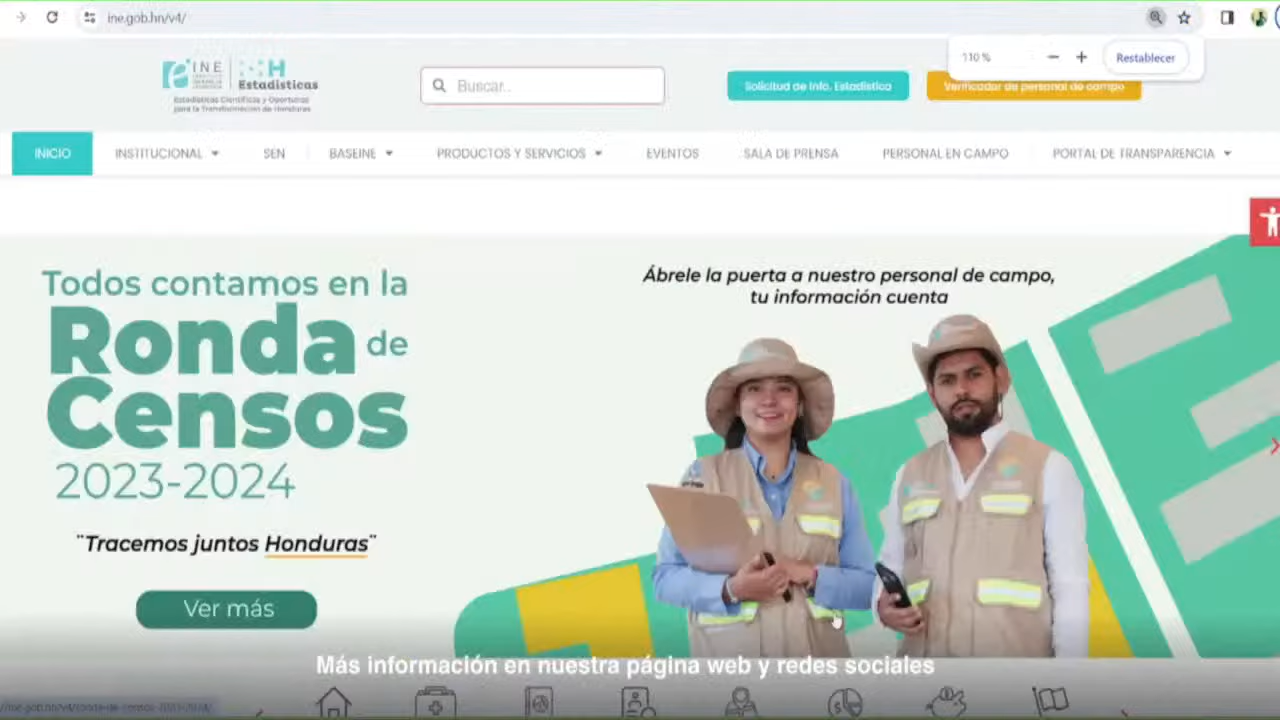 ine.gob.hn/v4/
110 %
Restablecer
INE
Estadísticas
Estadísticas Científicas y Oportunas
para la Transformación de Honduras
Buscar...
Solicitud de Info. Estadística
Verificador de personal de campo
INICIO
INSTITUCIONAL
SEN
BASEINE
PRODUCTOS Y SERVICIOS
EVENTOS
SALA DE PRENSA
PERSONAL EN CAMPO
PORTAL DE TRANSPARENCIA
Todos contamos en la
Ronda de
Censos
2023-2024
¨Tracemos juntos Honduras¨
Ver más
Ábrele la puerta a nuestro personal de campo,
tu información cuenta
Más información en nuestra página web y redes sociales